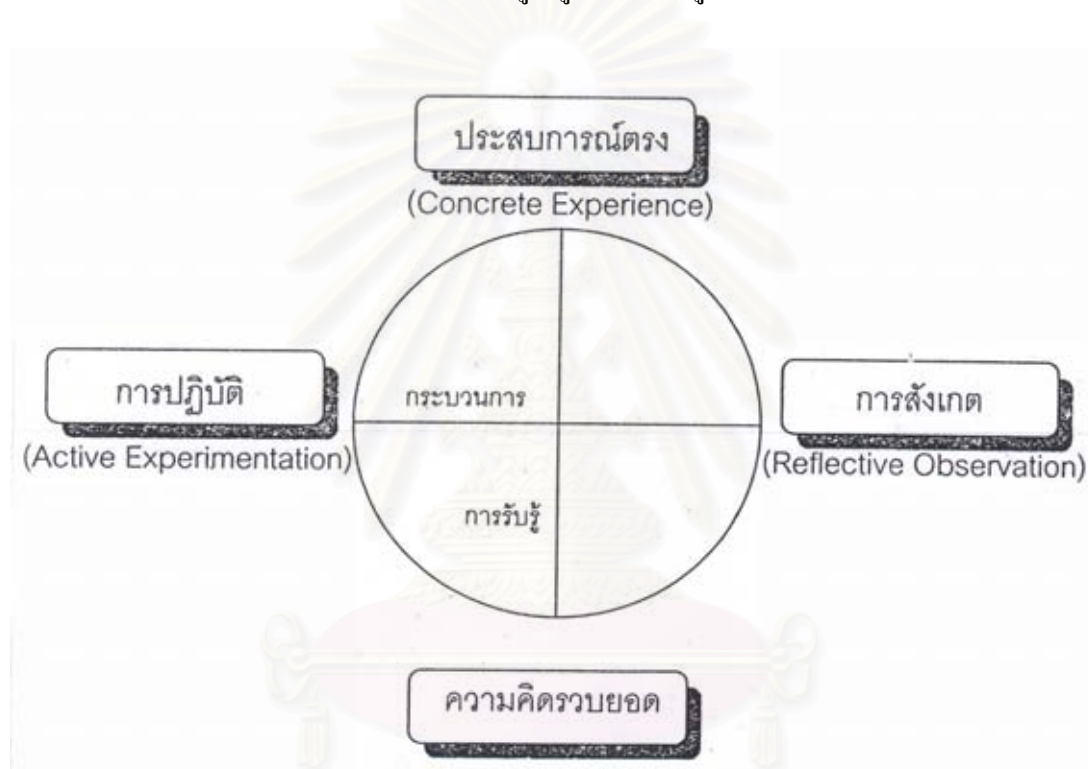 ประสบการณ์ตรง
(Concrete Experience)
การปฏิบัติ
(Active Experimentation)
กระบวนการ
การสังเกต
(Reflective Observation)
การรับรู้
ความคิดรวบยอด